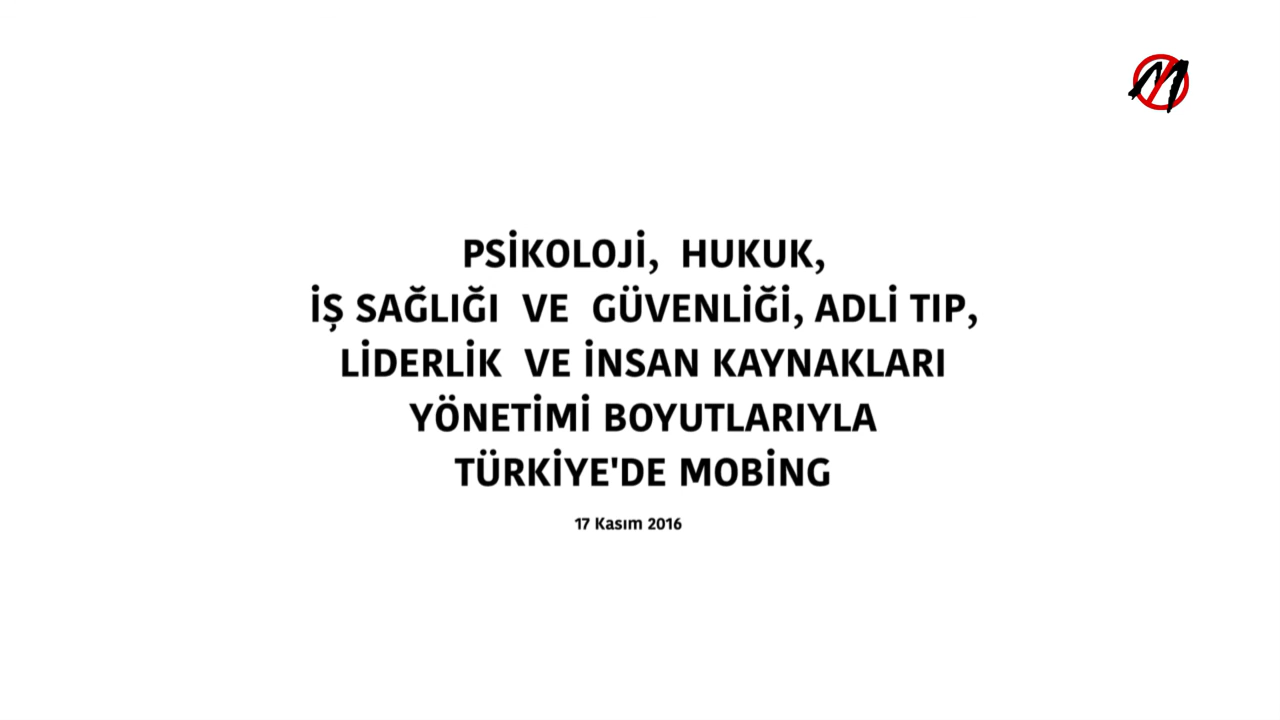 PSİKOLOJİ, HUKUK,
İŞ SAĞLIĞI VE GÜVENLİĞİ, ADLİ TIP,
LİDERLİK VE İNSAN KAYNAKLARI
YÖNETİMİ BOYUTLARIYLA
TÜRKİYE'DE MOBİNG
17 Kasım 2016
M